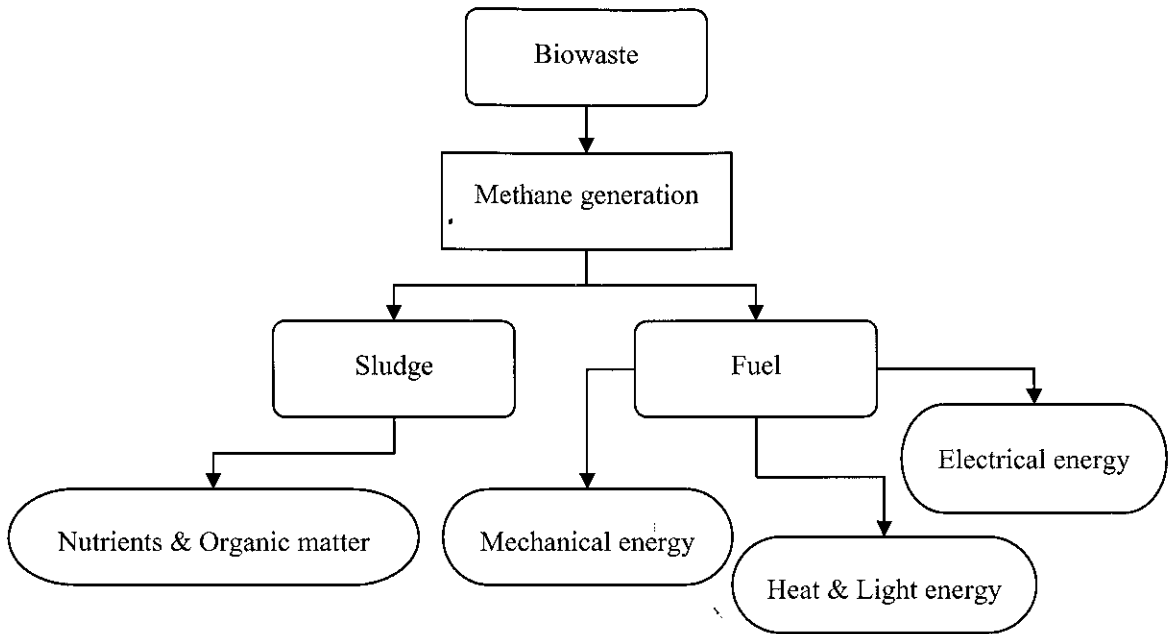 Biowaste
Methane generation
Sludge
Fuel
Electrical energy
Nutrients & Organic matter
Mechanical energy
Heat & Light energy